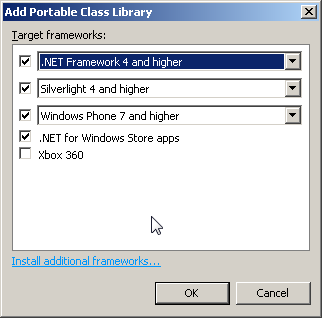 Add Portable Class Library
Target frameworks:
.NET Framework 4 and higher
Silverlight 4 and higher
Windows Phone 7 and higher
.NET for Windows Store apps
Xbox 360
Install additional frameworks...
OK
Cancel